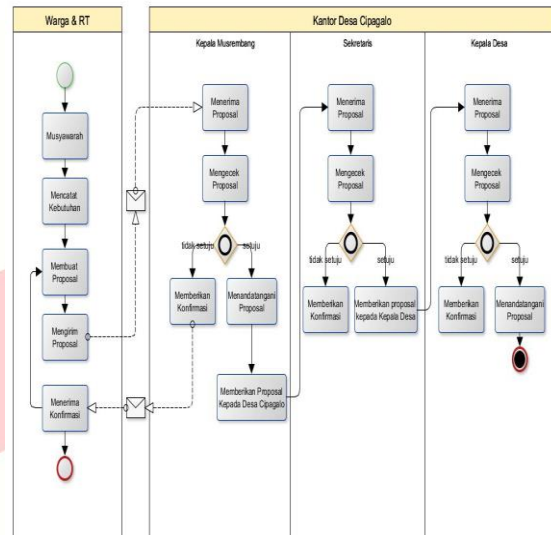 Warga & RT
Kantor Desa Cipagalo
Kepala Musrembang
Sekretaris
Kepala Desa
Musyawarah
Mencatat
Kebutuhan
Membuat
Proposal
Mengirim
Proposal
Menerima
Konfirmasi
Menerima
Proposal
Mengecek
Proposal
tidak setuju
setuju
Memberikan
Konfirmasi
Menandatangani
Proposal
Memberikan Proposal
Kepada Desa Cipagalo
Menerima
Proposal
Mengecek
Proposal
tidak setuju
setuju
Memberikan
Konfirmasi
Memberikan proposal
kepada Kepala Desa
Menerima
Proposal
Mengecek
Proposal
tidak setuju
setuju
Memberikan
Konfirmasi
Menandatangani
Proposal